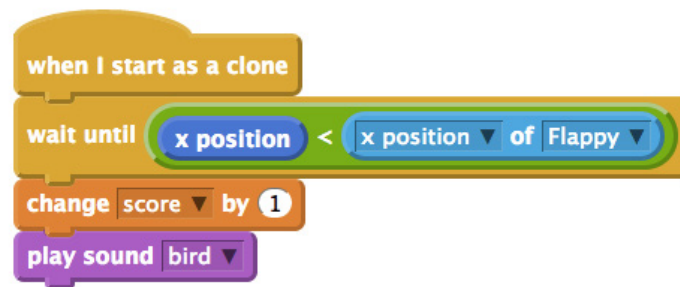 when I start as a clone
wait until x position < x position of Flappy
change score by 1
play sound bird